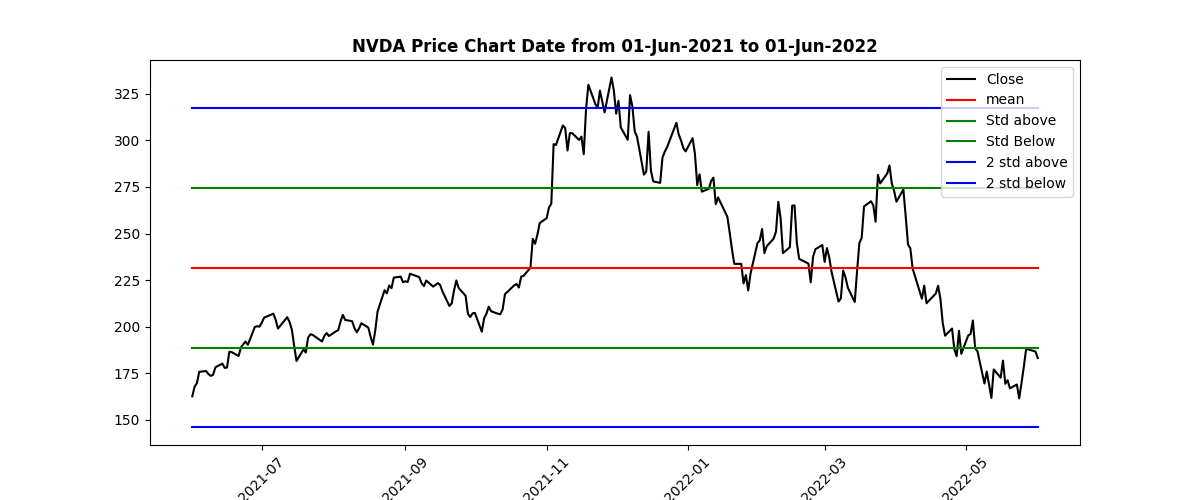 NVDA Price Chart Date from 01-Jun-2021 to 01-Jun-2022
325
300
275
250
225
200
175
150
Close
mean
Std above
Std Below
2 std above
2 std below
2021-07
2021-09
2021-11
2022-01
2022-03
2022-05